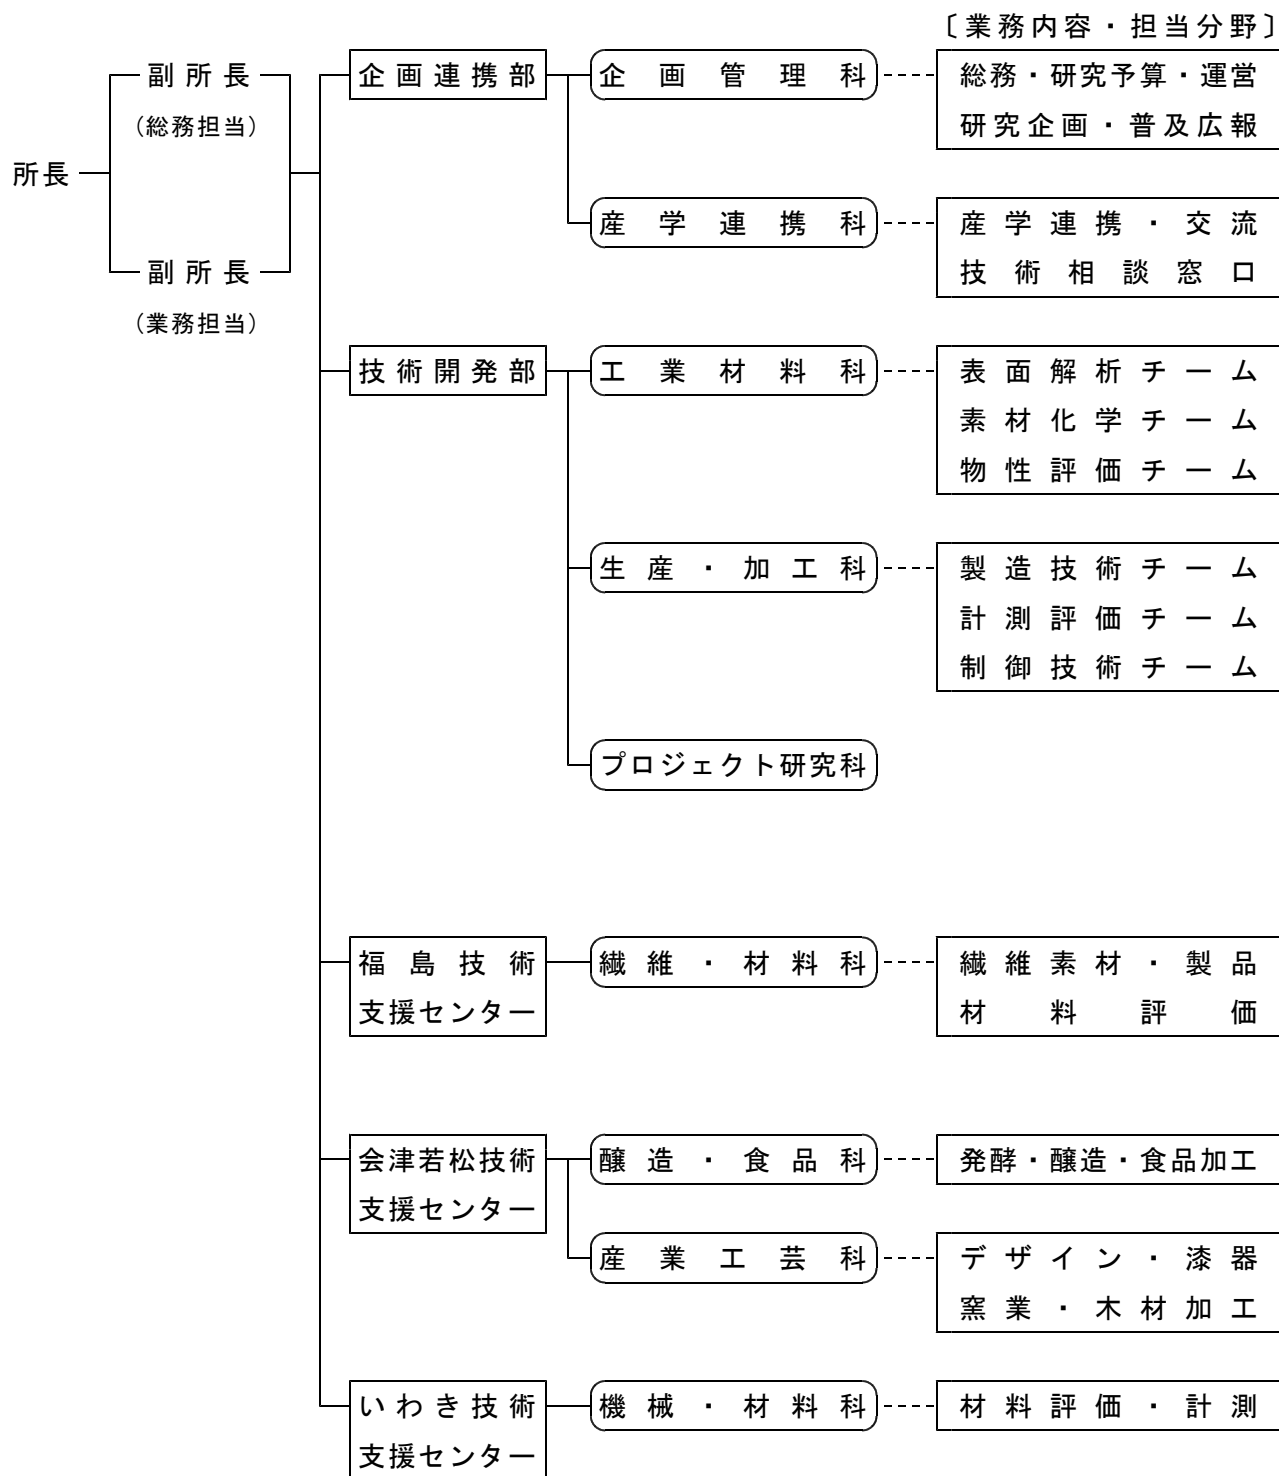 〔業務内容・担当分野〕
所長
副所長
（総務担当）
副所長
（業務担当）
企画連携部
企画管理科
総務・研究予算・運営
研究企画・普及広報
産学連携科
産学連携・交流
技術相談窓口
技術開発部
工業材料科
表面解析チーム
素材化学チーム
物性評価チーム
生産・加工科
製造技術チーム
計測評価チーム
制御技術チーム
プロジェクト研究科
福島技術
支援センター
繊維・材料科
繊維素材・製品
材料評価
会津若松技術
支援センター
醸造・食品科
発酵・醸造・食品加工
産業工芸科
デザイン・漆器
窯業・木材加工
いわき技術
支援センター
機械・材料科
材料評価・計測